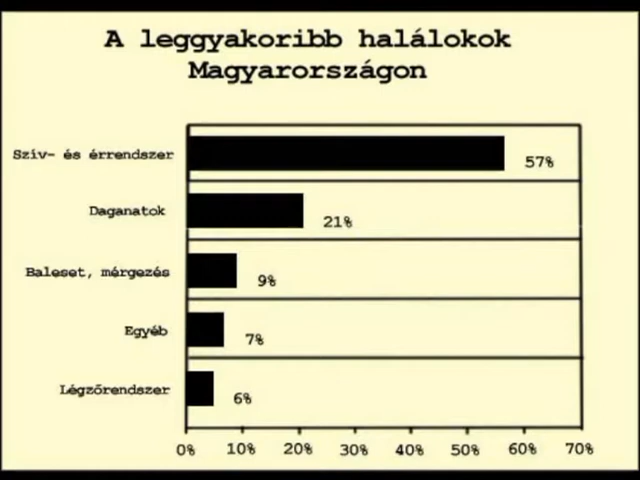 A leggyakoribb halálokok
Magyarországon
Szív- és érrendszer
57%
Daganatok
21%
Baleset, mérgezés
9%
Egyéb
7%
Légzőrendszer
6%
0% 10% 20% 30% 40% 50% 60% 70%